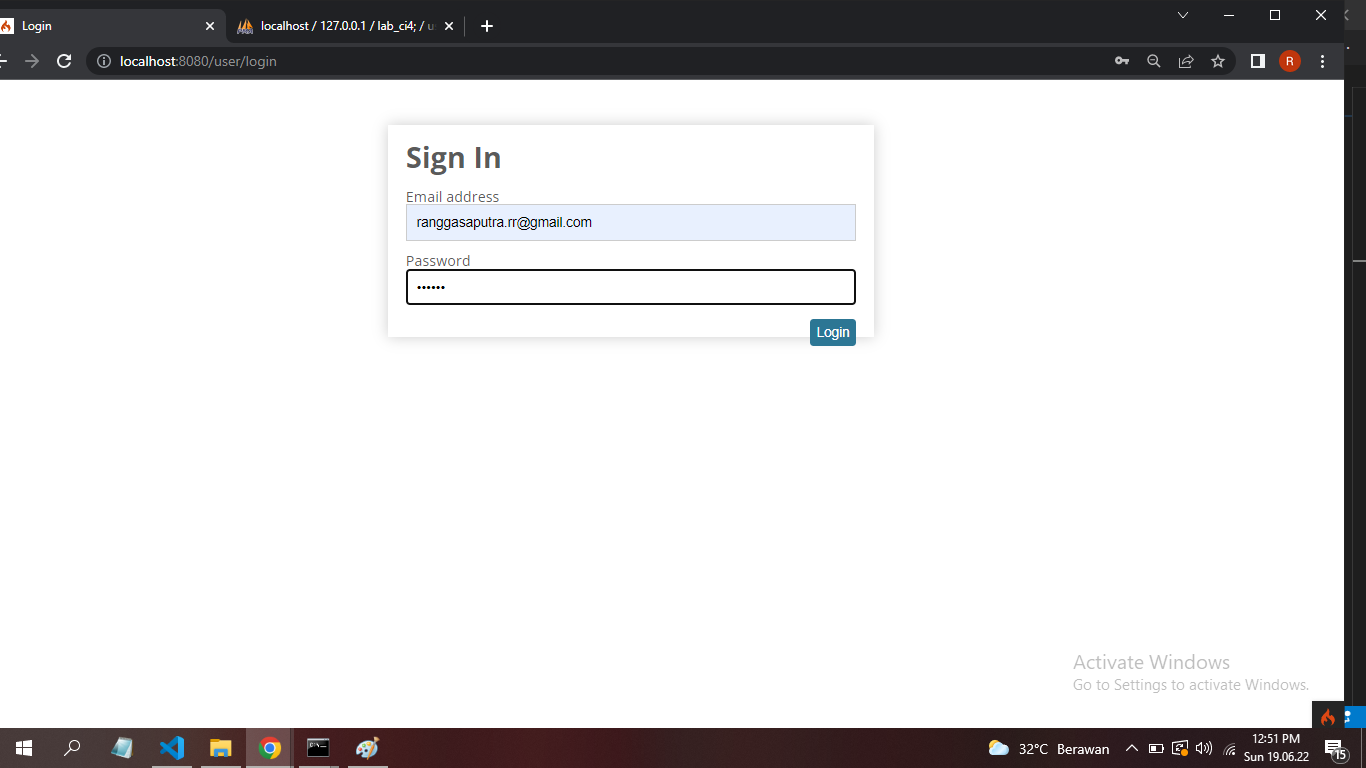 Login
localhost / 127.0.0.1 / lab_ci4; / u
localhost:8080/user/login
R
Sign In
Email address
ranggasaputra.rr@gmail.com
Password
••••••
Login
Activate Windows
Go to Settings to activate Windows.
32°C Berawan
12:51 PM
Sun 19.06.22
15